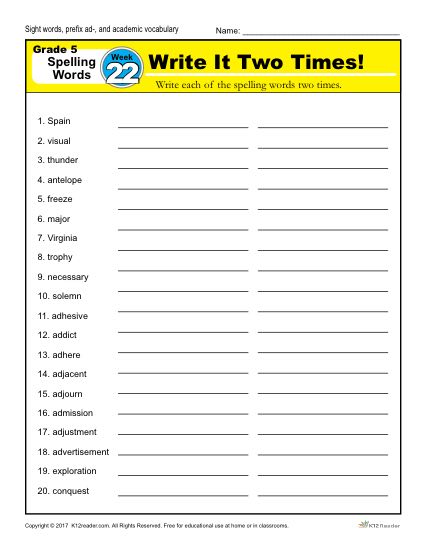 Sight words, prefix ad-, and academic vocabulary
Name:
Grade 5
Spelling
Words
Week
22
Write It Two Times!
Write each of the spelling words two times.
1. Spain
2. visual
3. thunder
4. antelope
5. freeze
6. major
7. Virginia
8. trophy
9. necessary
10. solemn
11. adhesive
12. addict
13. adhere
14. adjacent
15. adjourn
16. admission
17. adjustment
18. advertisement
19. exploration
20. conquest
Copyright © 2017 K12reader.com. All Rights Reserved. Free for educational use at home or in classrooms.
K12 Reader